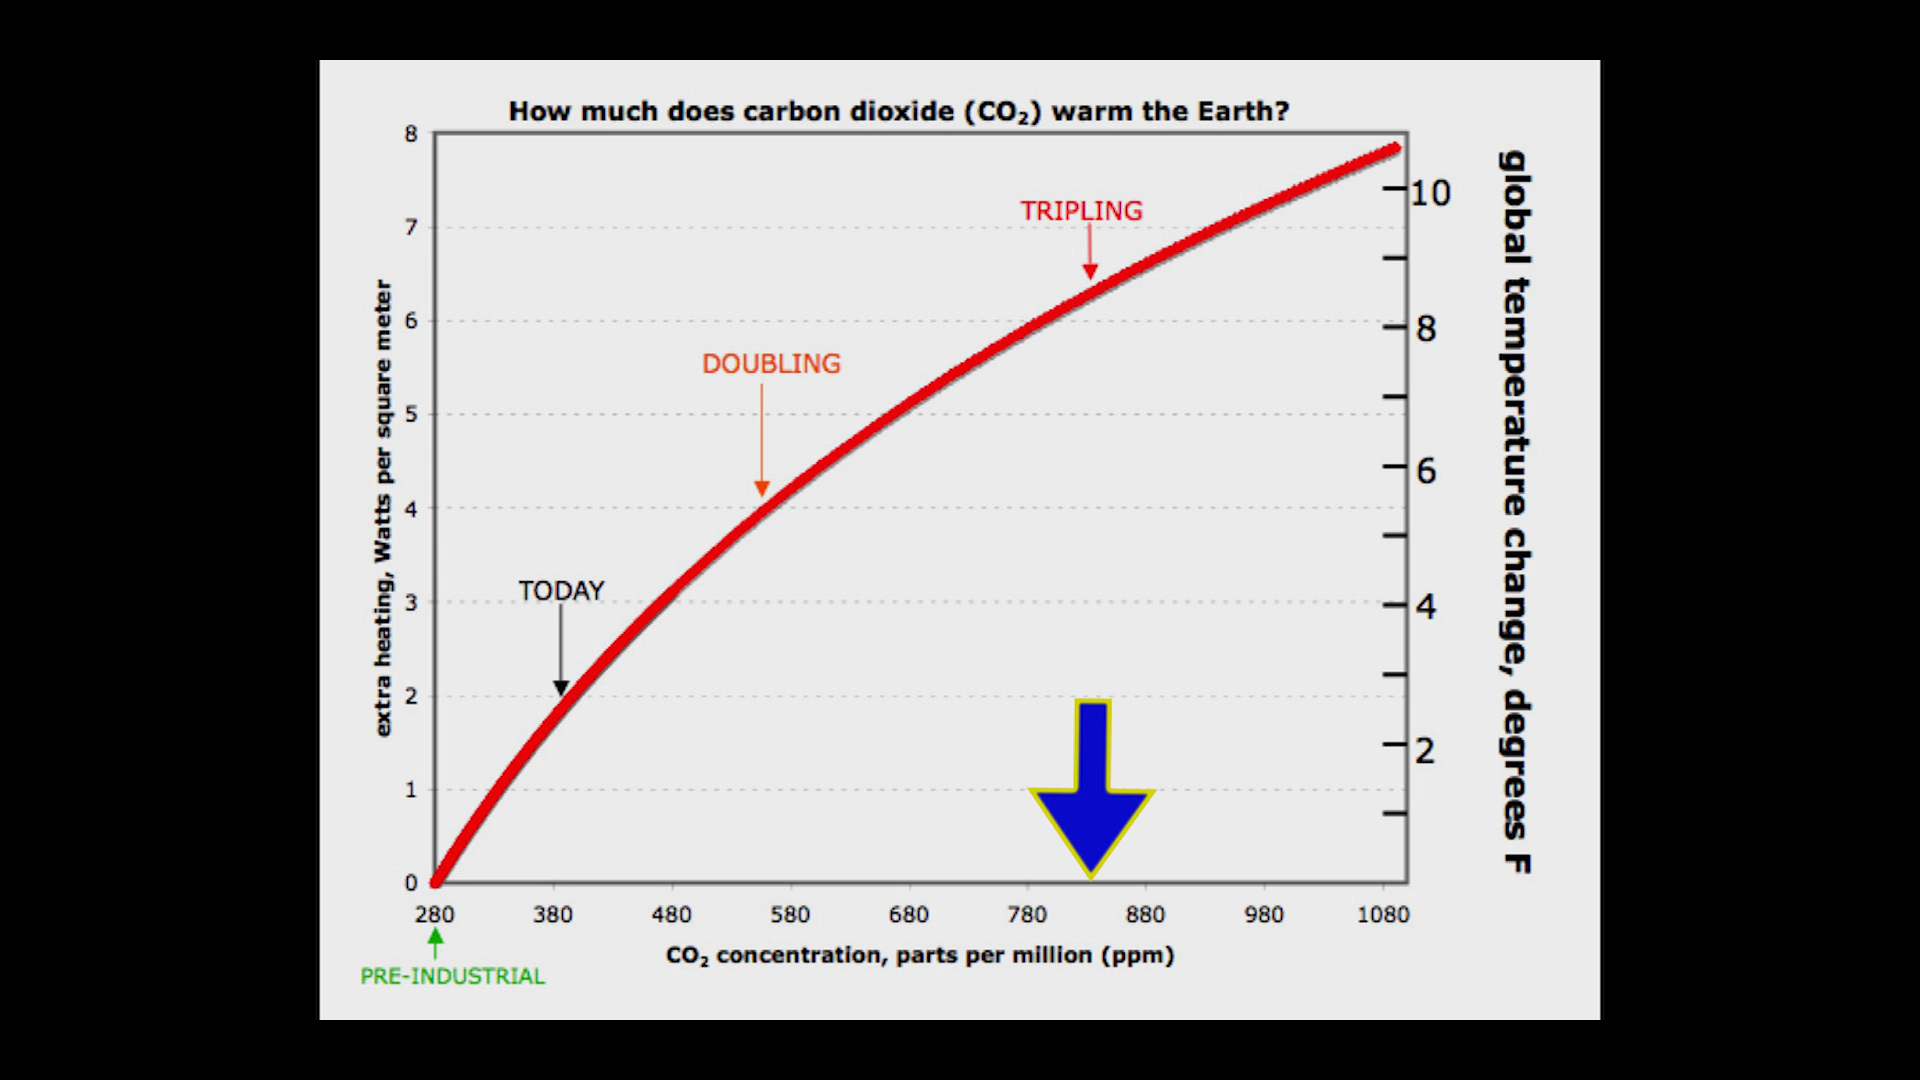 How much does carbon dioxide (CO₂) warm the Earth?
8
7
6
5
4
3
2
1
0
extra heating, Watts per square meter
TRIPLING
DOUBLING
TODAY
10
8
6
4
2
global temperature change, degrees F
280 380 480 580 680 780 880 980 1080
CO₂ concentration, parts per million (ppm)
PRE-INDUSTRIAL